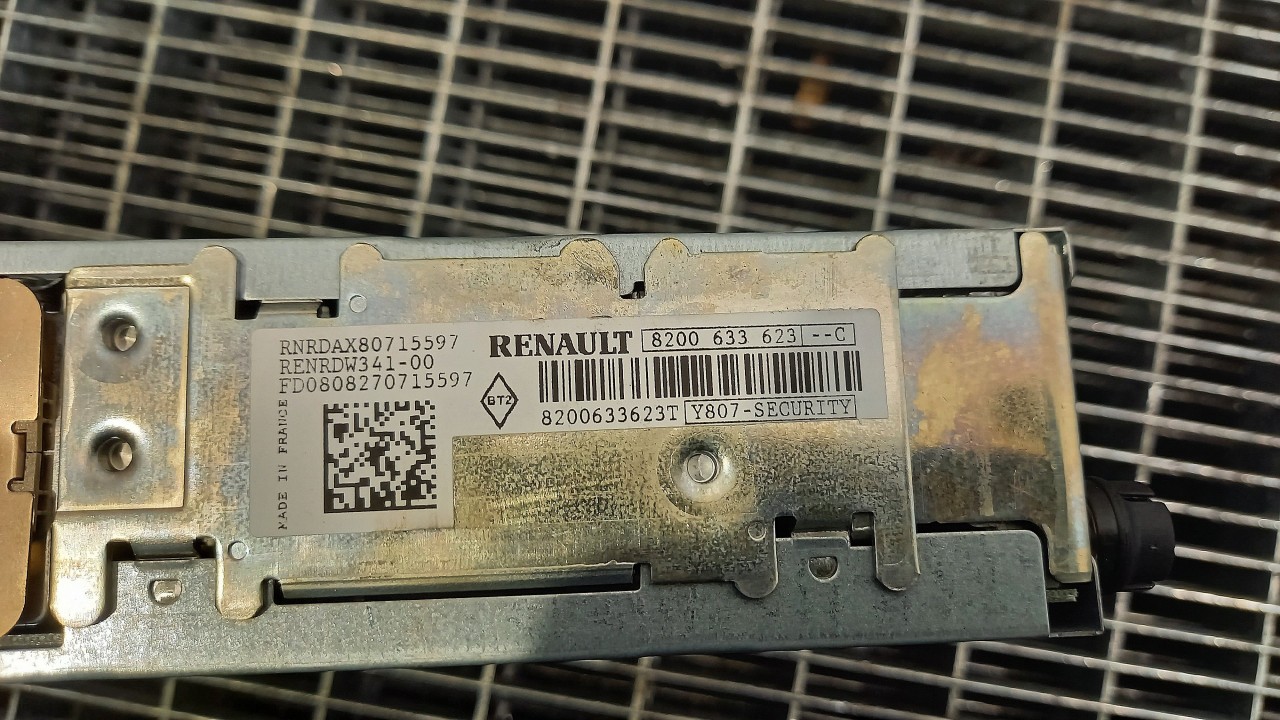 RNRDAX80715597
RENRDW341-00
FD0808270715597
MADE IN FRANCE
RENAULT 8200 633 623 --C
BT2
8200633623T Y807-SECURITY